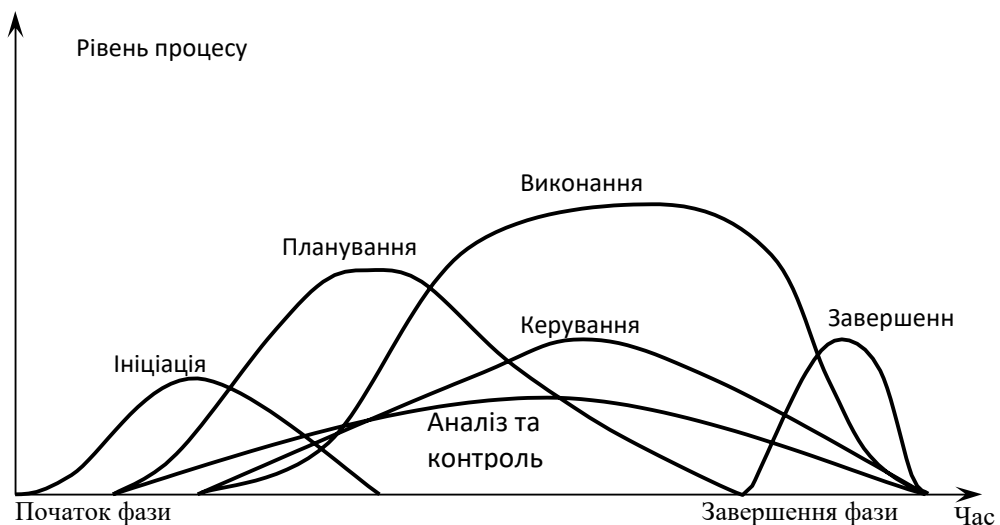 Рівень процесу
Виконання
Планування
Керування
Завершенн
Ініціація
Аналіз та
контроль
Початок фази
Завершення фази
Час